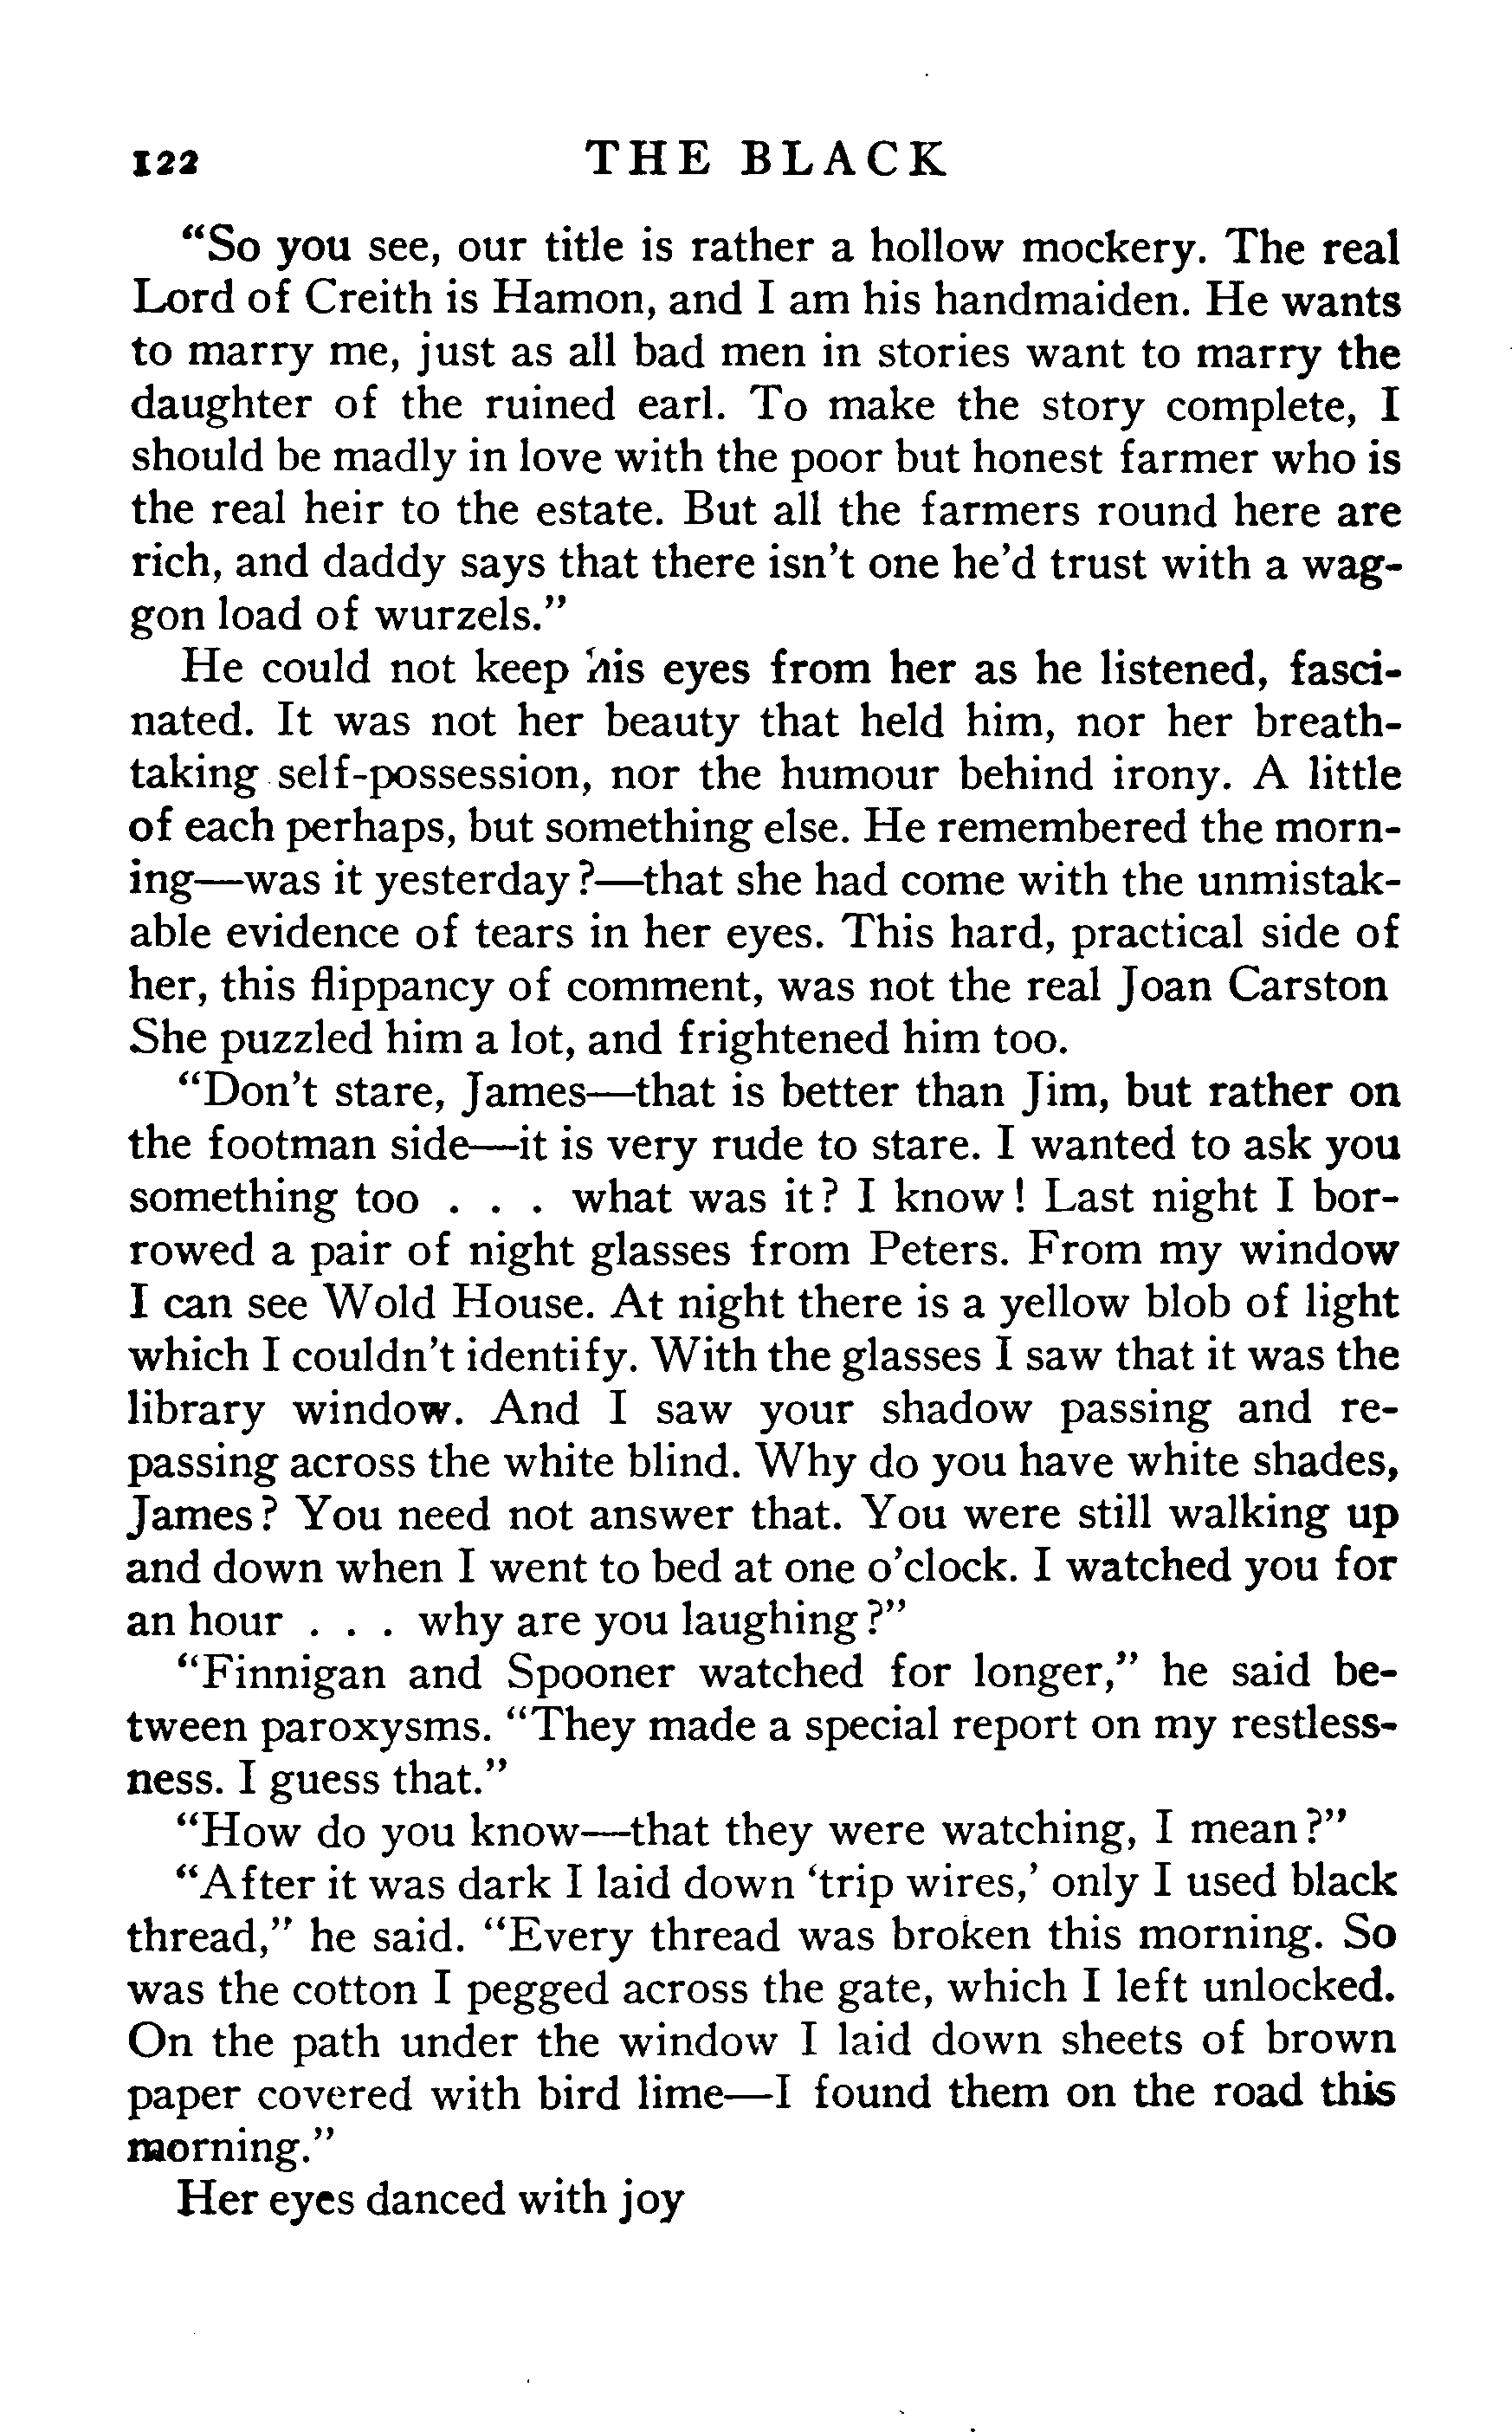 122 THE BLACK
"So you see, our title is rather a hollow mockery. The real
Lord of Creith is Hamon, and I am his handmaiden. He wants
to marry me, just as all bad men in stories want to marry the
daughter of the ruined earl. To make the story complete, I
should be madly in love with the poor but honest farmer who is
the real heir to the estate. But all the farmers round here are
rich, and daddy says that there isn't one he'd trust with a wag-
gon load of wurzels."
He could not keep his eyes from her as he listened, fasci-
nated. It was not her beauty that held him, nor her breath-
taking self-possession, nor the humour behind irony. A little
of each perhaps, but something else. He remembered the morn-
ing—was it yesterday?—that she had come with the unmistak-
able evidence of tears in her eyes. This hard, practical side of
her, this flippancy of comment, was not the real Joan Carston
She puzzled him a lot, and frightened him too.
"Don't stare, James—that is better than Jim, but rather on
the footman side—it is very rude to stare. I wanted to ask you
something too . . . what was it? I know! Last night I bor-
rowed a pair of night glasses from Peters. From my window
I can see Wold House. At night there is a yellow blob of light
which I couldn't identify. With the glasses I saw that it was the
library window. And I saw your shadow passing and re-
passing across the white blind. Why do you have white shades,
James? You need not answer that. You were still walking up
and down when I went to bed at one o'clock. I watched you for
an hour . . . why are you laughing?"
"Finnigan and Spooner watched for longer," he said be-
tween paroxysms. "They made a special report on my restless-
ness. I guess that."
"How do you know—that they were watching, I mean?"
"After it was dark I laid down 'trip wires,' only I used black
thread," he said. "Every thread was broken this morning. So
was the cotton I pegged across the gate, which I left unlocked.
On the path under the window I laid down sheets of brown
paper covered with bird lime—I found them on the road this
morning."
Her eyes danced with joy